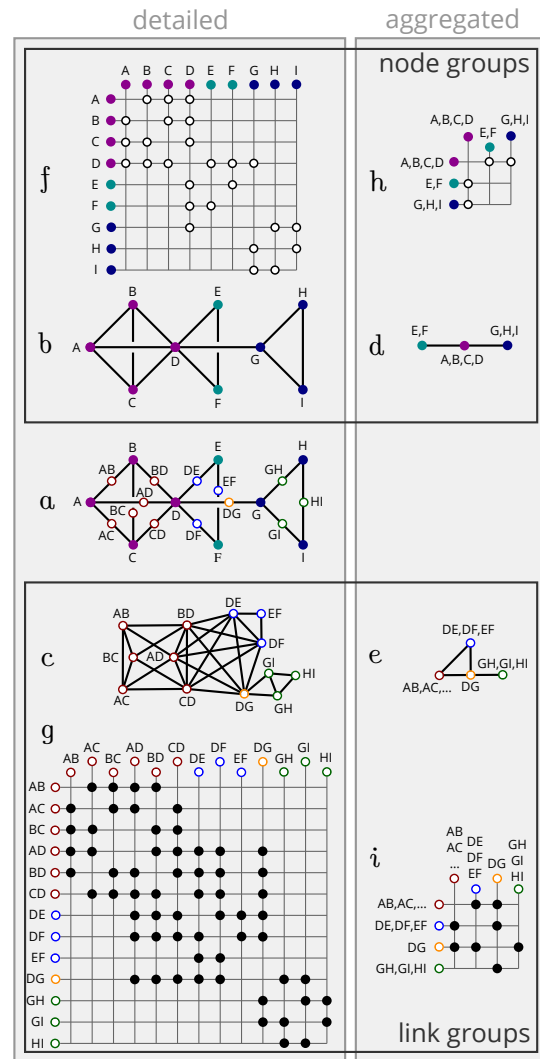 detailed
aggregated
node groups
A B C D E F G H I
A
B
C
D
E
F
G
H
I
f
A,B,C,D
E,F
G,H,I
A,B,C,D
E,F
G,H,I
h
B
E
H
A
D
G
C
F
I
b
E,F
G,H,I
A,B,C,D
d
B
E
H
AB
BD
DE
EF
GH
A
AD
D
DG
G
HI
BC
AC
CD
DF
GI
C
F
I
a
AB
BD
DE
EF
DF
BC
AD
GI
HI
AC
CD
DG
GH
c
DE,DF,EF
GH,GI,HI
AB,AC,...
DG
e
g
AB AC BC AD BD CD DE DF EF DG GH GI HI
AB
AC
BC
AD
BD
CD
DE
DF
EF
DG
GH
GI
HI
AB
AC
...
DE
DF
EF
DG
GH
GI
HI
AB,AC,...
DE,DF,EF
DG
GH,GI,HI
i
link groups